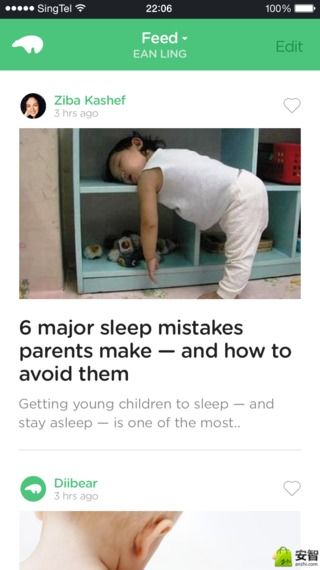 SingTel 22:06 100%
Feed
EAN LING
Edit
Ziba Kashef
3 hrs ago
6 major sleep mistakes
parents make — and how to
avoid them
Getting young children to sleep — and
stay asleep — is one of the most..
Diibear
3 hrs ago
安智
anzhi.com